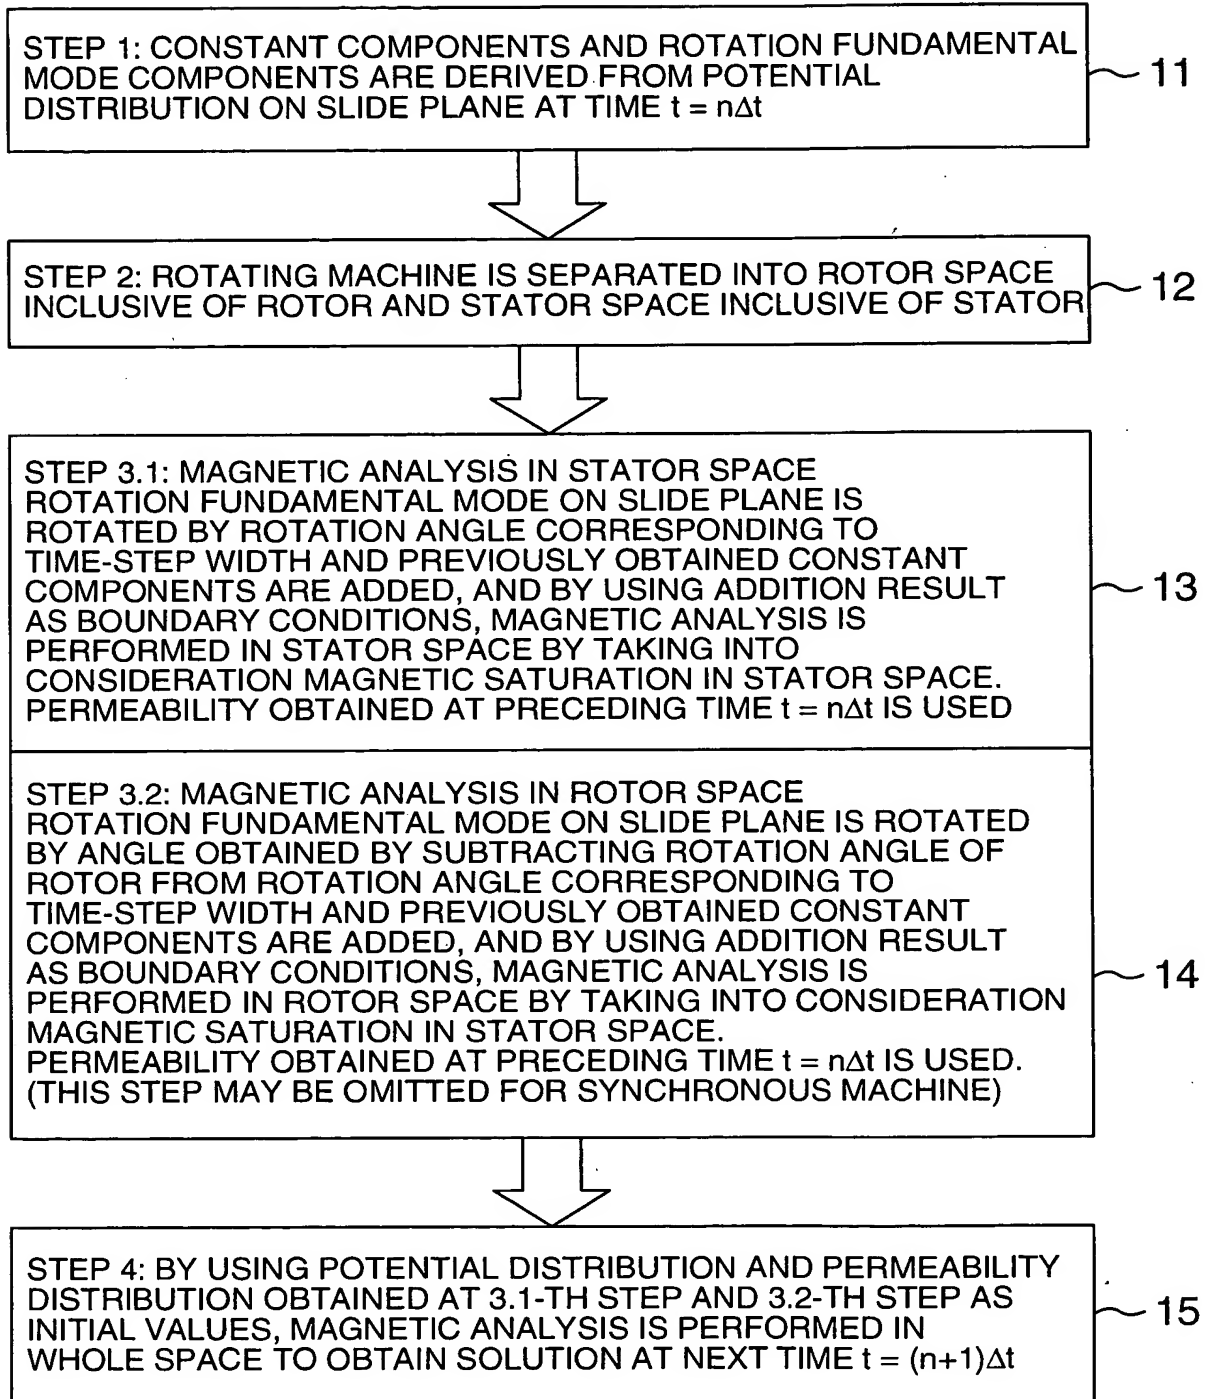 STEP 1: CONSTANT COMPONENTS AND ROTATION FUNDAMENTAL
MODE COMPONENTS ARE DERIVED FROM POTENTIAL
DISTRIBUTION ON SLIDE PLANE AT TIME t = nΔt
11
STEP 2: ROTATING MACHINE IS SEPARATED INTO ROTOR SPACE
INCLUSIVE OF ROTOR AND STATOR SPACE INCLUSIVE OF STATOR
12
STEP 3.1: MAGNETIC ANALYSIS IN STATOR SPACE
ROTATION FUNDAMENTAL MODE ON SLIDE PLANE IS
ROTATED BY ROTATION ANGLE CORRESPONDING TO
TIME-STEP WIDTH AND PREVIOUSLY OBTAINED CONSTANT
COMPONENTS ARE ADDED, AND BY USING ADDITION RESULT
AS BOUNDARY CONDITIONS, MAGNETIC ANALYSIS IS
PERFORMED IN STATOR SPACE BY TAKING INTO
CONSIDERATION MAGNETIC SATURATION IN STATOR SPACE.
PERMEABILITY OBTAINED AT PRECEDING TIME t = nΔt IS USED
13
STEP 3.2: MAGNETIC ANALYSIS IN ROTOR SPACE
ROTATION FUNDAMENTAL MODE ON SLIDE PLANE IS ROTATED
BY ANGLE OBTAINED BY SUBTRACTING ROTATION ANGLE OF
ROTOR FROM ROTATION ANGLE CORRESPONDING TO
TIME-STEP WIDTH AND PREVIOUSLY OBTAINED CONSTANT
COMPONENTS ARE ADDED, AND BY USING ADDITION RESULT
AS BOUNDARY CONDITIONS, MAGNETIC ANALYSIS IS
PERFORMED IN ROTOR SPACE BY TAKING INTO CONSIDERATION
MAGNETIC SATURATION IN STATOR SPACE.
PERMEABILITY OBTAINED AT PRECEDING TIME t = nΔt IS USED.
(THIS STEP MAY BE OMITTED FOR SYNCHRONOUS MACHINE)
14
STEP 4: BY USING POTENTIAL DISTRIBUTION AND PERMEABILITY
DISTRIBUTION OBTAINED AT 3.1-TH STEP AND 3.2-TH STEP AS
INITIAL VALUES, MAGNETIC ANALYSIS IS PERFORMED IN
WHOLE SPACE TO OBTAIN SOLUTION AT NEXT TIME t = (n+1)Δt
15